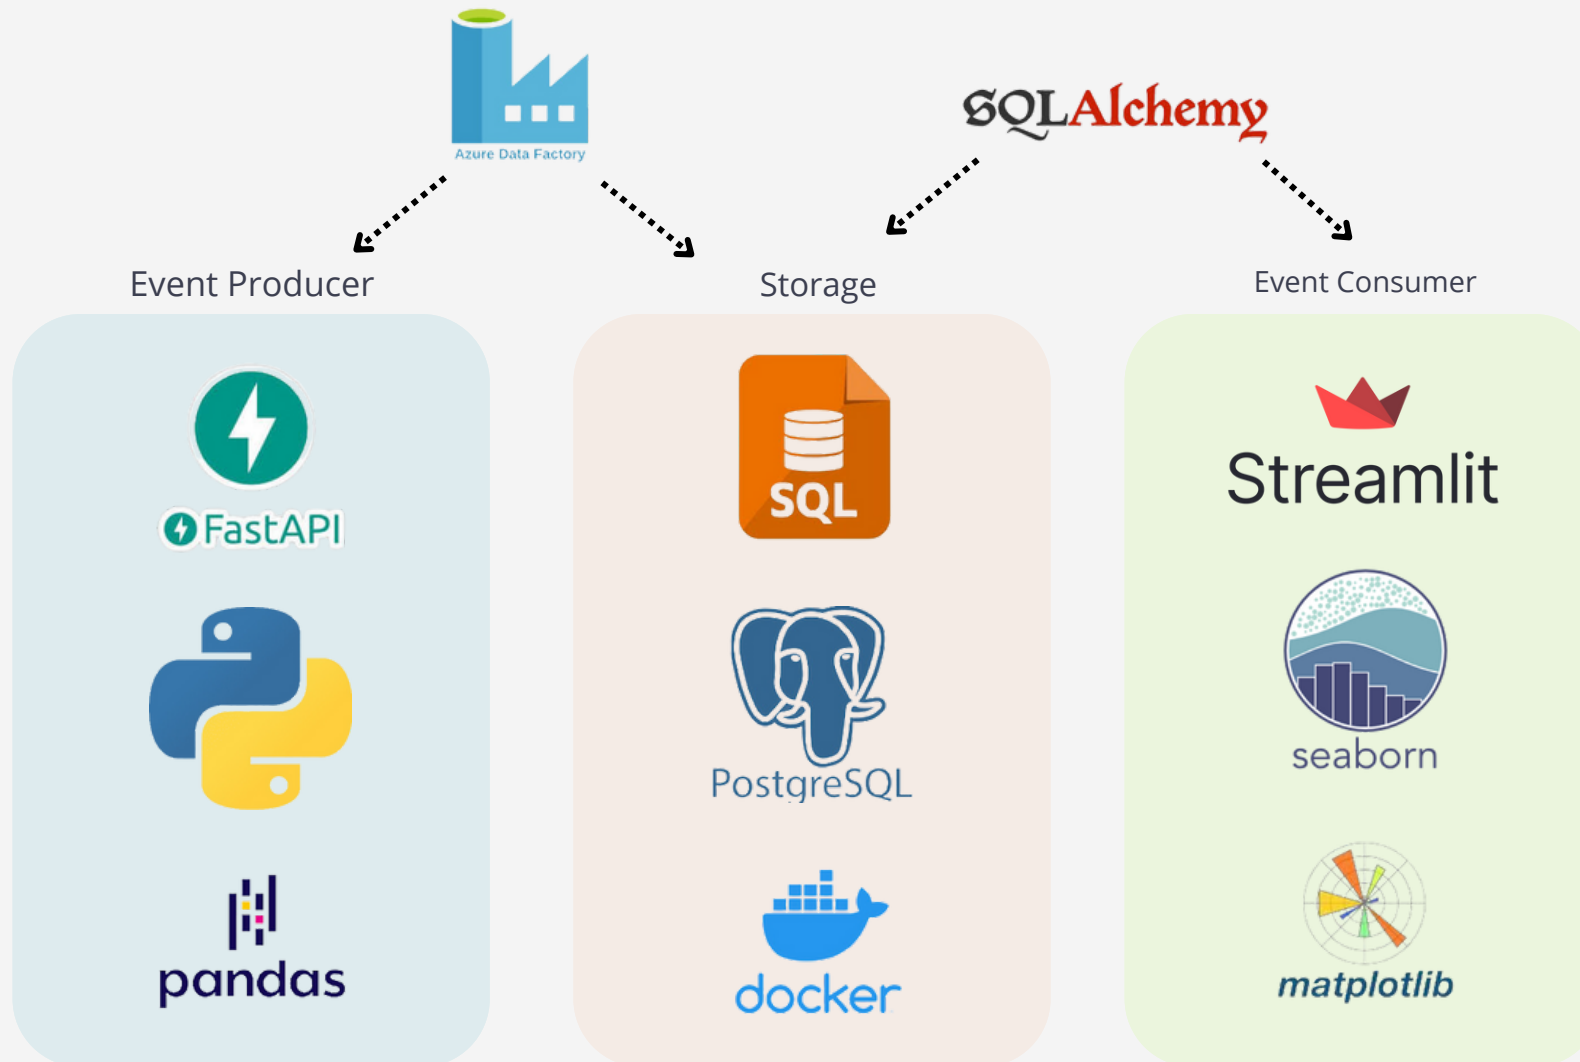 Azure Data Factory
SQLAlchemy
Event Producer
Storage
Event Consumer
FastAPI
SQL
Streamlit
PostgreSQL
seaborn
pandas
docker
matplotlib